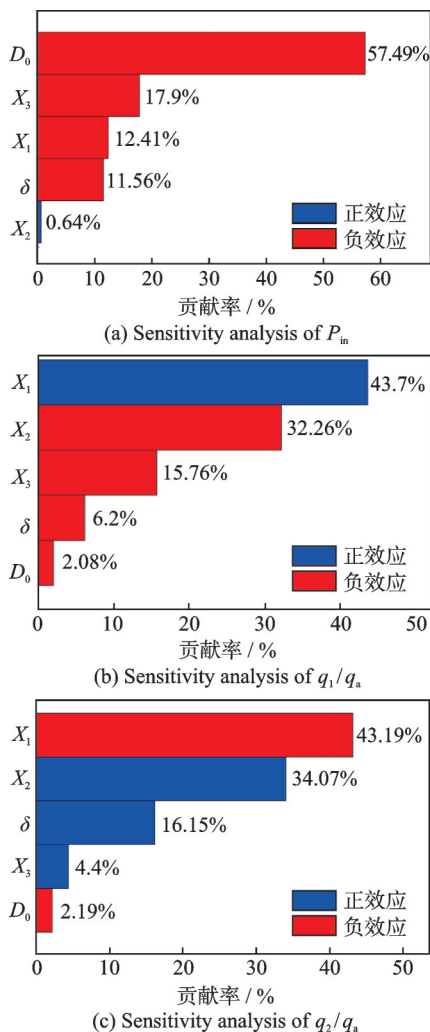 D₀
57.49%
X₃
17.9%
X₁
12.41%
δ
11.56%
X₂
0.64%
正效应
负效应
0 10 20 30 40 50 60
贡献率 / %
(a) Sensitivity analysis of Pᵢₙ
X₁
43.7%
X₂
32.26%
X₃
15.76%
δ
6.2%
D₀
2.08%
正效应
负效应
0 10 20 30 40 50
贡献率 / %
(b) Sensitivity analysis of q₁/qₐ
X₁
43.19%
X₂
34.07%
δ
16.15%
X₃
4.4%
D₀
2.19%
正效应
负效应
0 10 20 30 40 50
贡献率 / %
(c) Sensitivity analysis of q₂/qₐ